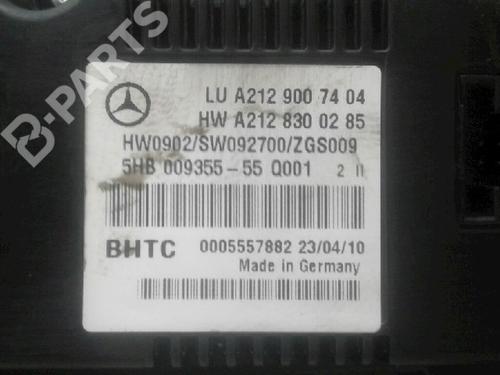 B-PARTS
LU A212 900 74 04
HW A212 830 02 85
HW0902/SW092700/ZGS009
5HB 009355-55 Q001 2 II
BHTC 0005557882 23/04/10
Made in Germany